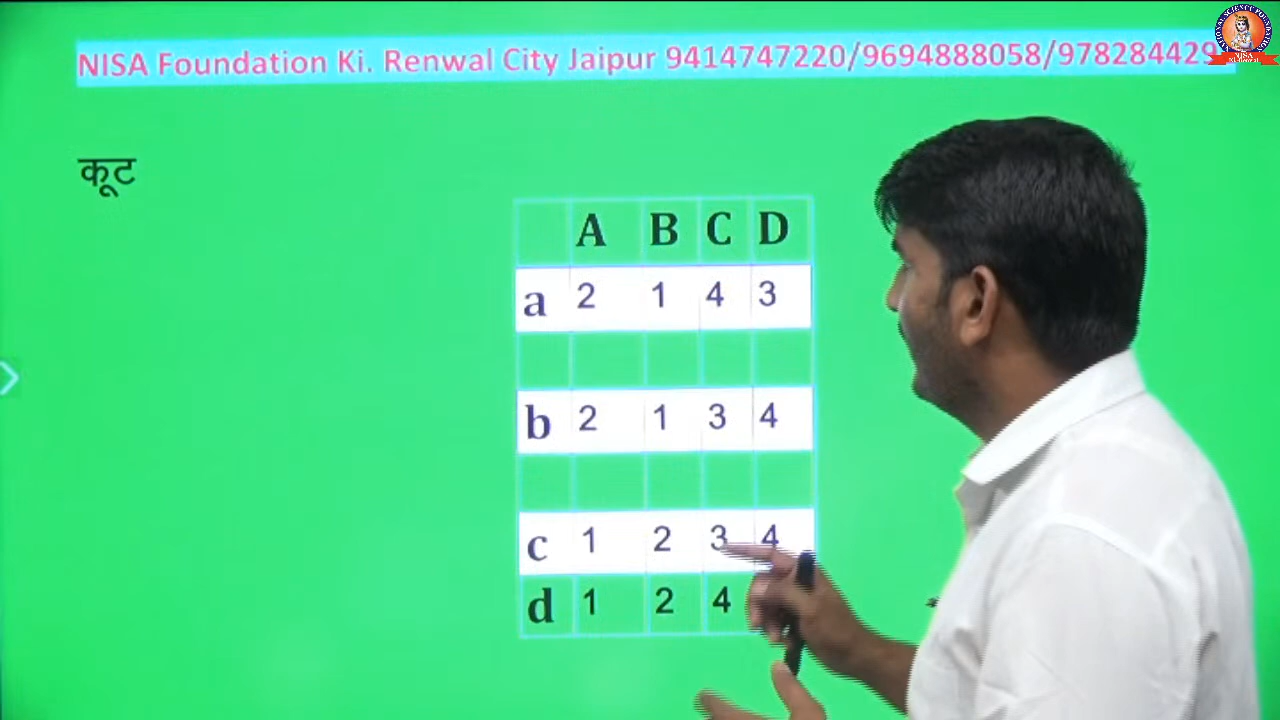 NISA Foundation Ki. Renwal City Jaipur 9414747220/9694888058/978284429
कूट
A B C D
a 2 1 4 3
b 2 1 3 4
c 1 2 3 4
d 1 2 4